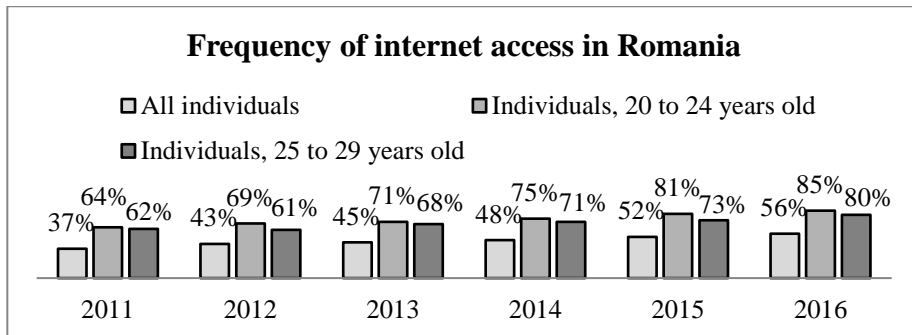 Frequency of internet access in Romania
All individuals
Individuals, 20 to 24 years old
Individuals, 25 to 29 years old
37% 64% 62% 43% 69% 61% 45% 71% 68% 48% 75% 71% 52% 81% 73% 56% 85% 80%
2011 2012 2013 2014 2015 2016